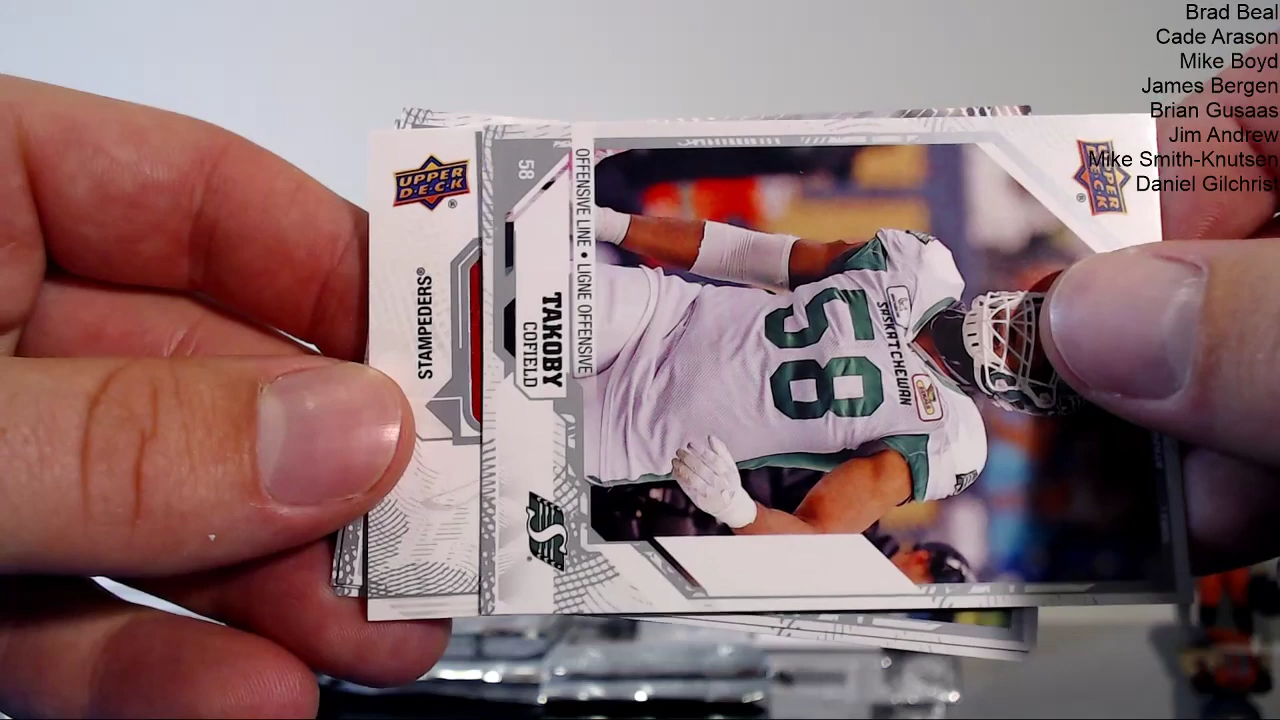 Brad Beal
Cade Arason
Mike Boyd
James Bergen
Brian Gusaas
Jim Andrew
Mike Smith-Knutsen
Daniel Gilchrist
UPPER DECK®
STAMPEDERS®
58
OFFENSIVE LINE • LIGNE OFFENSIVE
TAKOBY
COFIELD
S
SASKATCHEWAN
58
UPPER DECK®